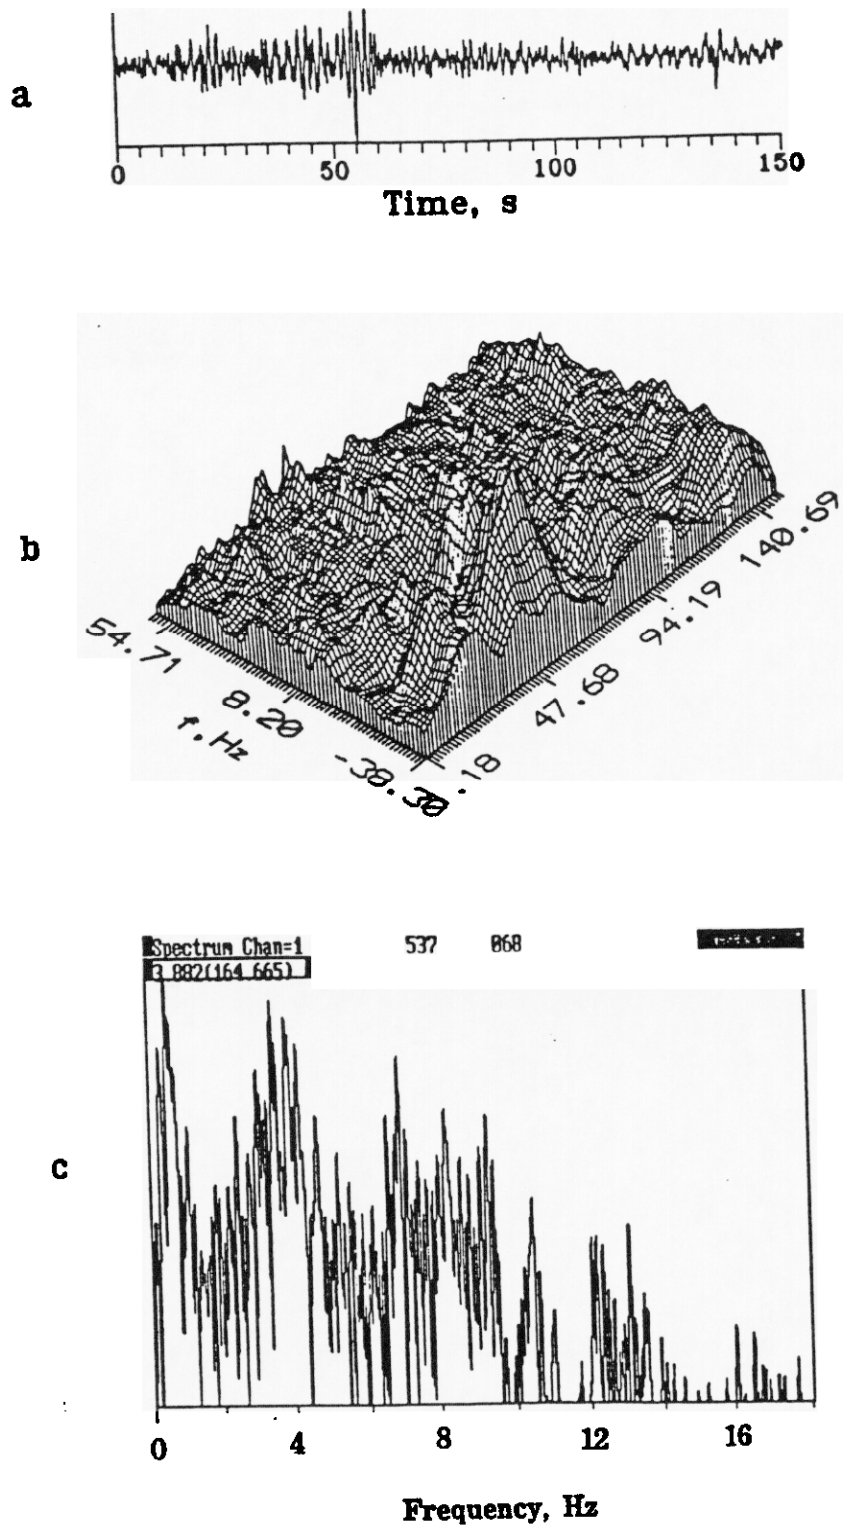 a
0 50 100 150
Time, s
b
54.71
8.20
f.Hz
-38.30
.18
47.68
94.19
140.69
Spectrum Chan=1 537 068
3.882(164.665)
c
0 4 8 12 16
Frequency, Hz